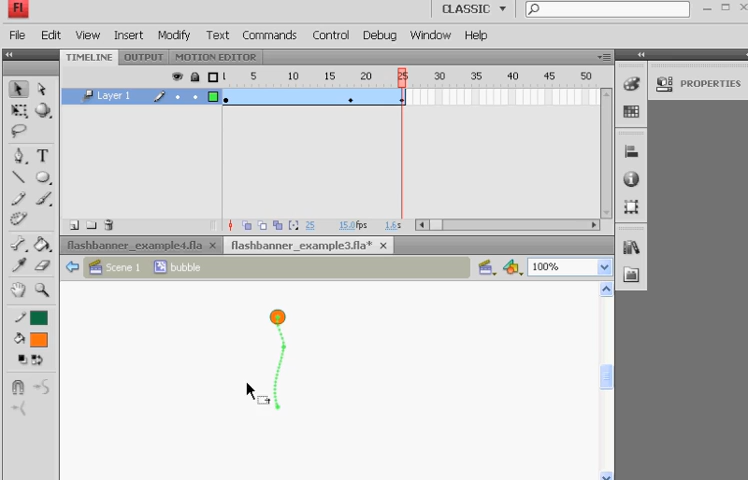 Fl
CLASSIC
File Edit View Insert Modify Text Commands Control Debug Window Help
TIMELINE OUTPUT MOTION EDITOR
PROPERTIES
5 10 15 20 25 30 35 40 45 50
Layer 1
25 15.0fps 1.6s
flashbanner_example4.fla flashbanner_example3.fla*
Scene 1 bubble 100%
T